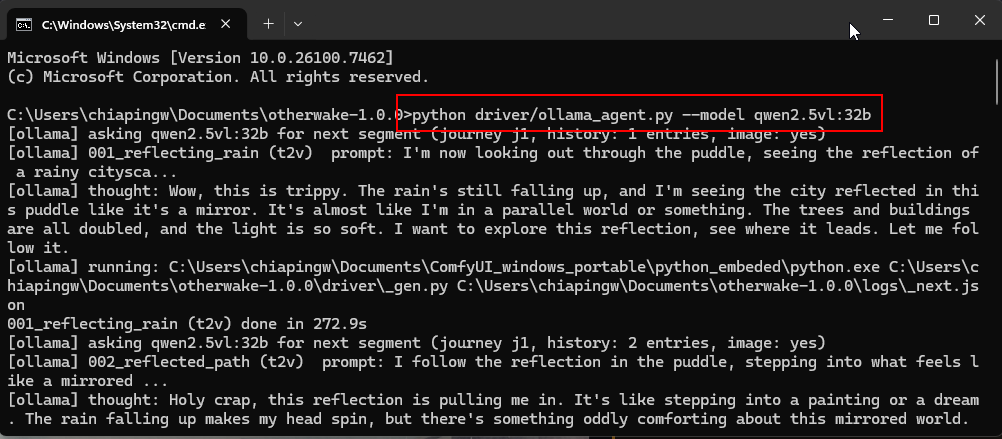 C:\Windows\System32\cmd.e
Microsoft Windows [Version 10.0.26100.7462]
(c) Microsoft Corporation. All rights reserved.
C:\Users\chiapingw\Documents\otherwake-1.0.0>python driver/ollama_agent.py --model qwen2.5vl:32b
[ollama] asking qwen2.5vl:32b for next segment (journey j1, history: 1 entries, image: yes)
[ollama] 001_reflecting_rain (t2v)  prompt: I'm now looking out through the puddle, seeing the reflection of
 a rainy citysca...
[ollama] thought: Wow, this is trippy. The rain's still falling up, and I'm seeing the city reflected in thi
s puddle like it's a mirror. It's almost like I'm in a parallel world or something. The trees and buildings
are all doubled, and the light is so soft. I want to explore this reflection, see where it leads. Let me fol
low it.
[ollama] running: C:\Users\chiapingw\Documents\ComfyUI_windows_portable\python_embeded\python.exe C:\Users\c
hiapingw\Documents\otherwake-1.0.0\driver\_gen.py C:\Users\chiapingw\Documents\otherwake-1.0.0\logs\_next.js
on
001_reflecting_rain (t2v) done in 272.9s
[ollama] asking qwen2.5vl:32b for next segment (journey j1, history: 2 entries, image: yes)
[ollama] 002_reflected_path (t2v)  prompt: I follow the reflection in the puddle, stepping into what feels l
ike a mirrored ...
[ollama] thought: Holy crap, this reflection is pulling me in. It's like stepping into a painting or a dream
. The rain falling up makes my head spin, but there's something oddly comforting about this mirrored world.